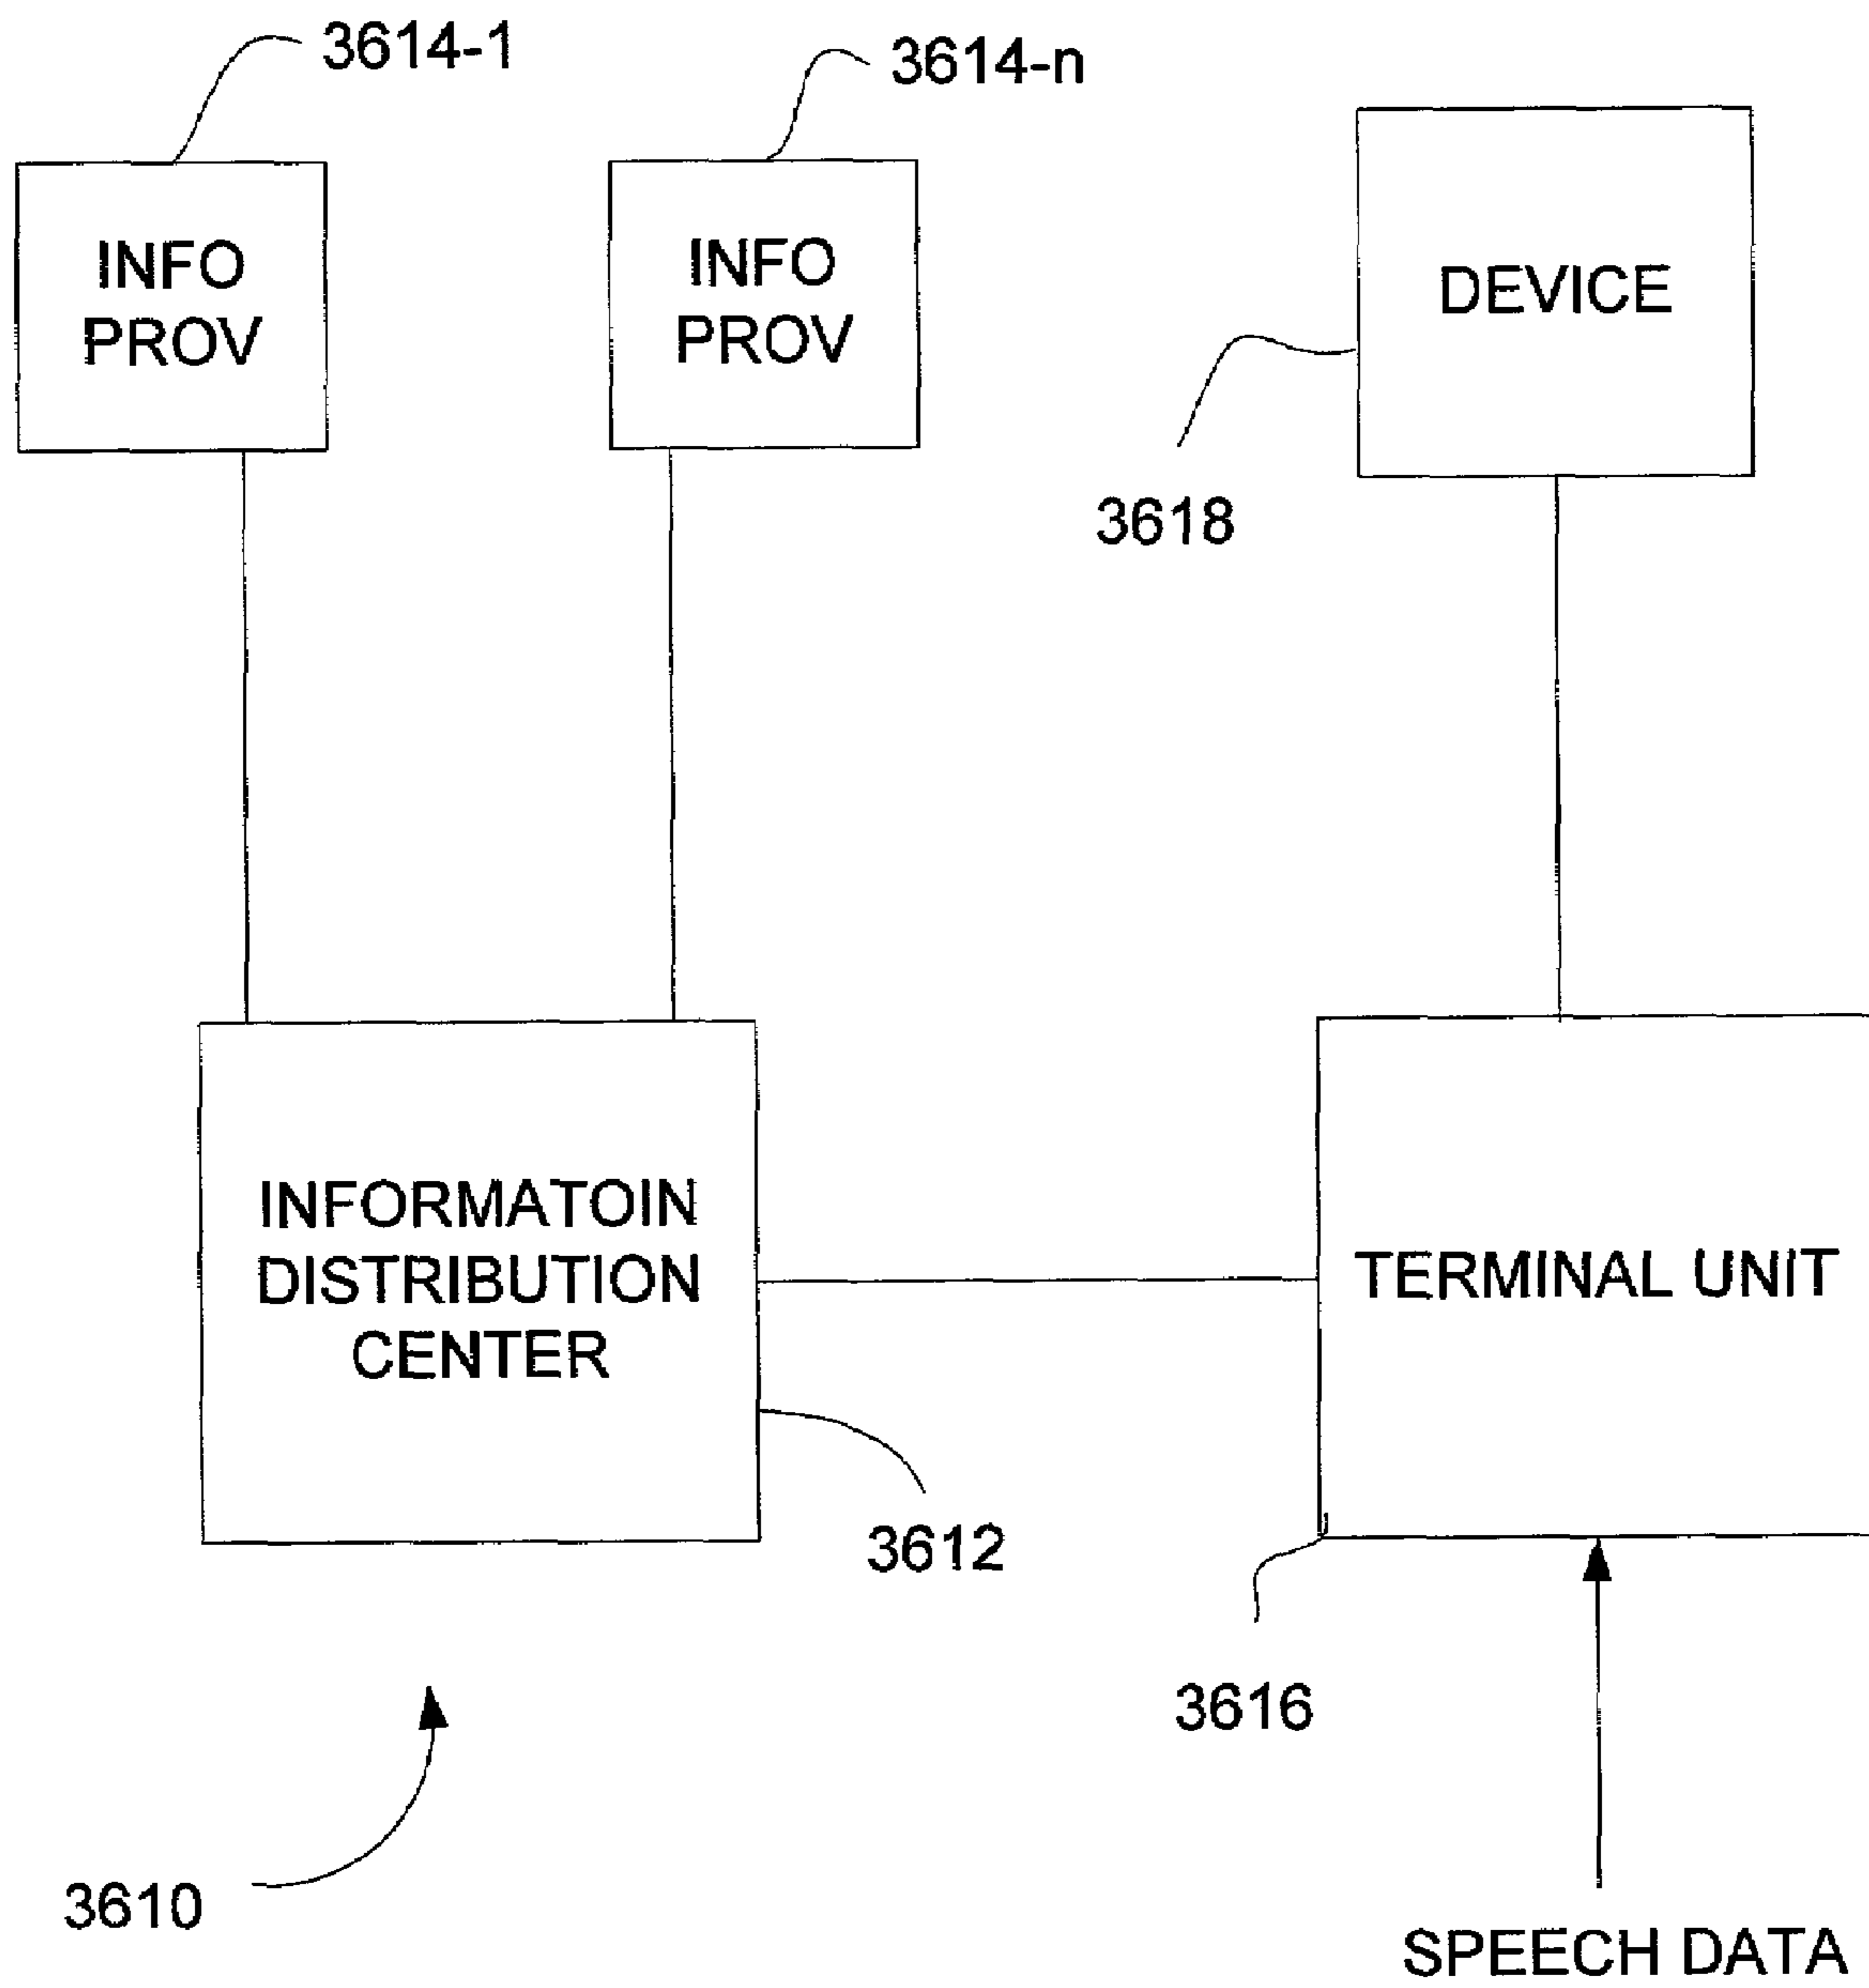 3614-1
3614-n
INFO
PROV
INFO
PROV
DEVICE
3618
INFORMATOIN
DISTRIBUTION
CENTER
TERMINAL UNIT
3612
3616
3610
SPEECH DATA